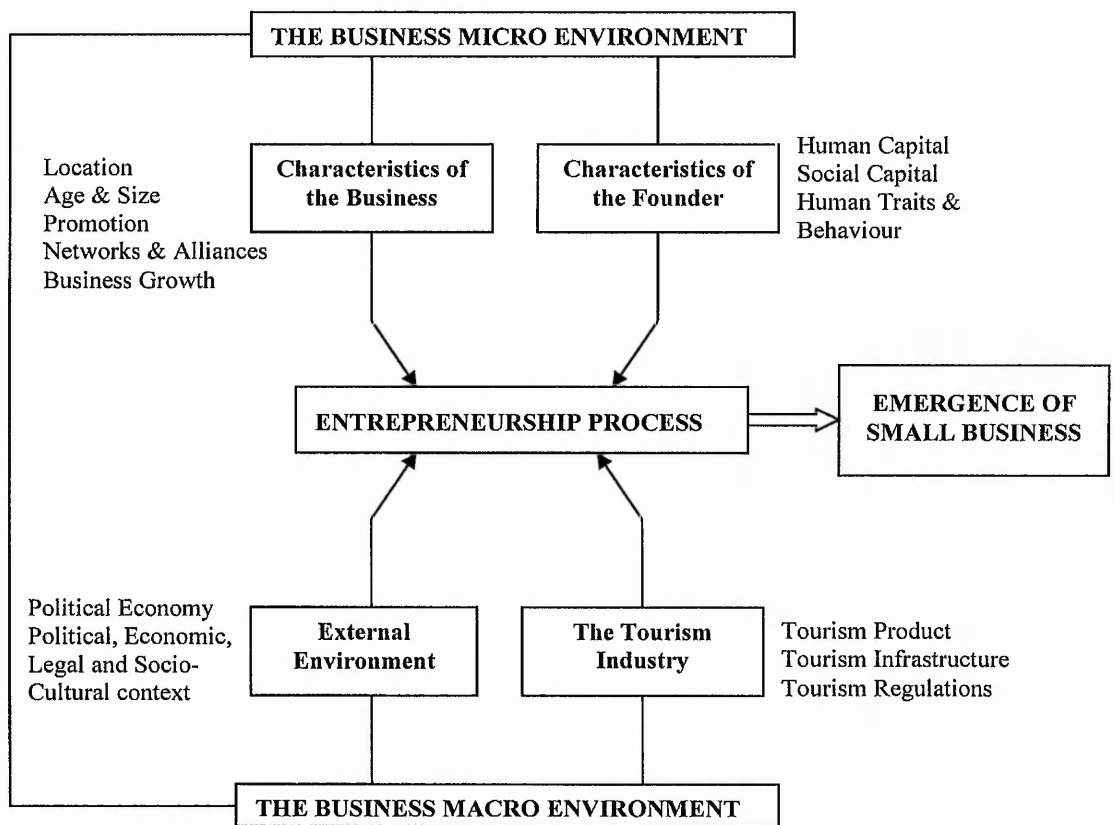 THE BUSINESS MICRO ENVIRONMENT
Location
Age & Size
Promotion
Networks & Alliances
Business Growth
Characteristics of
the Business
Characteristics of
the Founder
Human Capital
Social Capital
Human Traits &
Behaviour
ENTREPRENEURSHIP PROCESS
EMERGENCE OF
SMALL BUSINESS
Political Economy
Political, Economic,
Legal and Socio-
Cultural context
External
Environment
The Tourism
Industry
Tourism Product
Tourism Infrastructure
Tourism Regulations
THE BUSINESS MACRO ENVIRONMENT